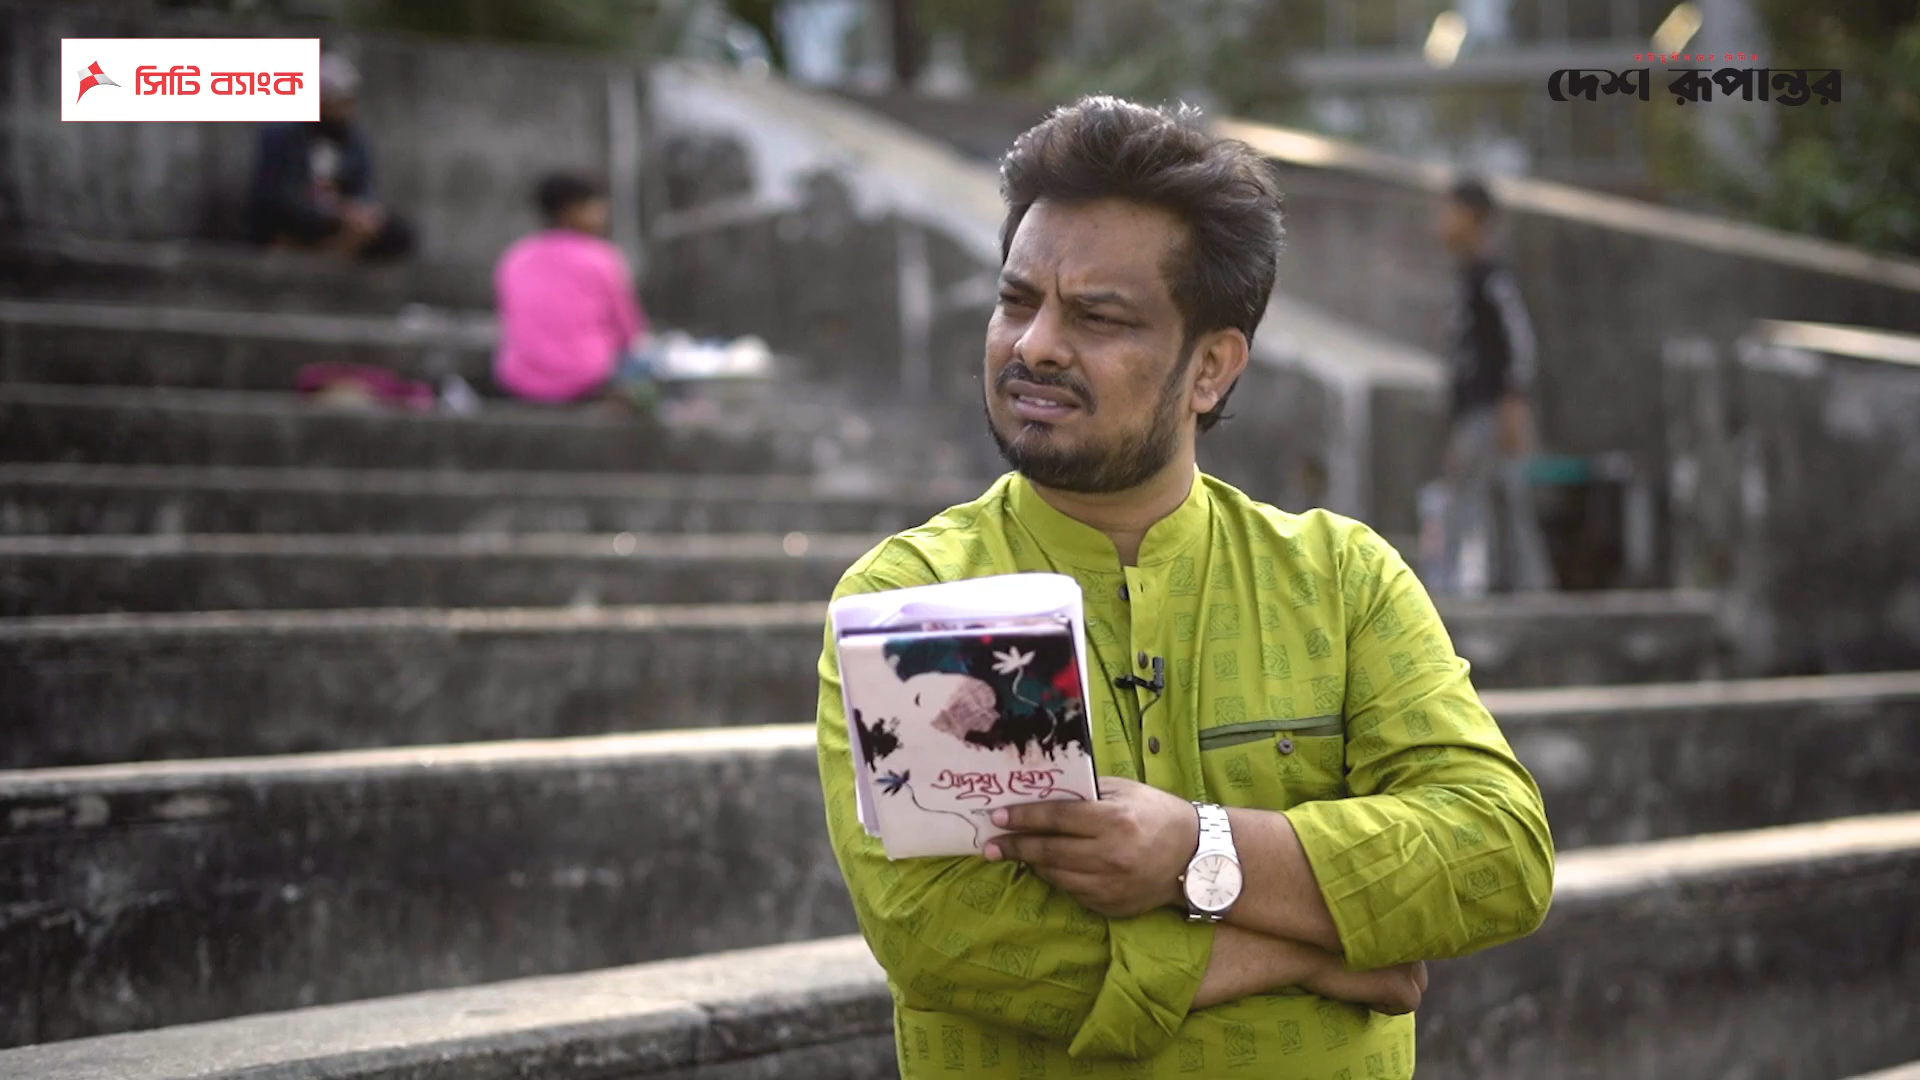 সিটি ব্যাংক
দেশ রূপান্তর
অদৃশ্য সেতু